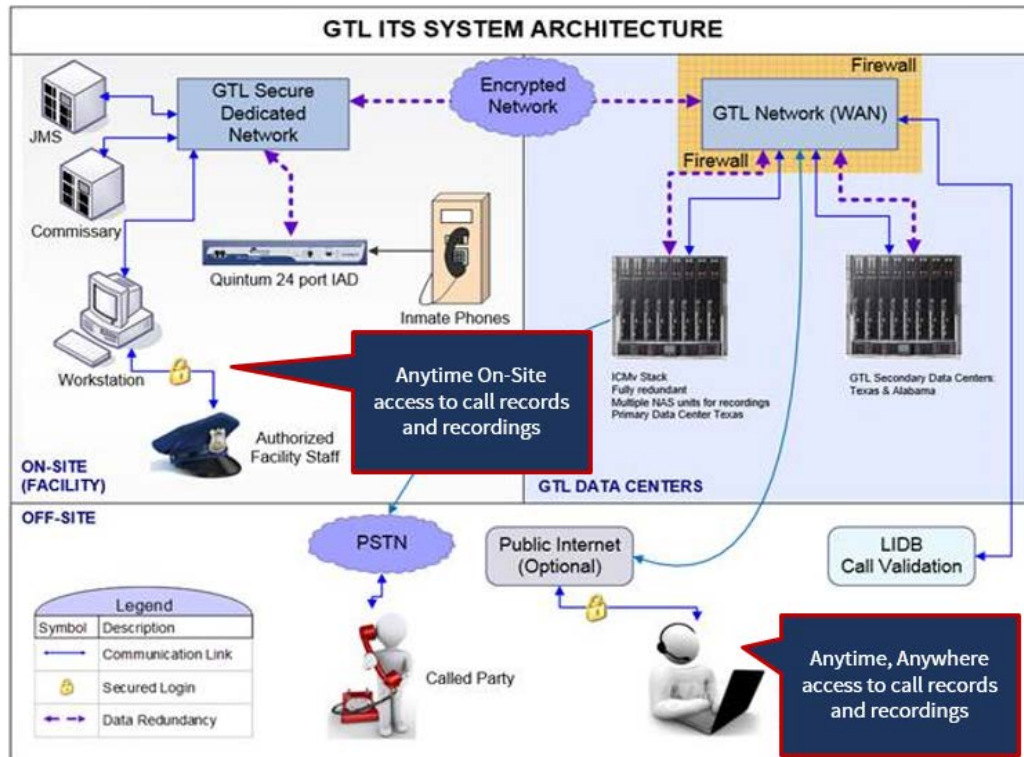 GTL ITS SYSTEM ARCHITECTURE
JMS
GTL Secure
Dedicated
Network
Encrypted
Network
Firewall
GTL Network (WAN)
Firewall
Commissary
Quintum 24 port IAD
Inmate Phones
Workstation
Anytime On-Site
access to call records
and recordings
ICMv Stack
Fully redundant
Multiple NAS units for recordings
Primary Data Center Texas
GTL Secondary Data Centers:
Texas & Alabama
Authorized
Facility Staff
ON-SITE
(FACILITY)
GTL DATA CENTERS
OFF-SITE
PSTN
Public Internet
(Optional)
LIDB
Call Validation
Legend
Symbol
Description
Communication Link
Secured Login
Data Redundancy
Called Party
Anytime, Anywhere
access to call records
and recordings